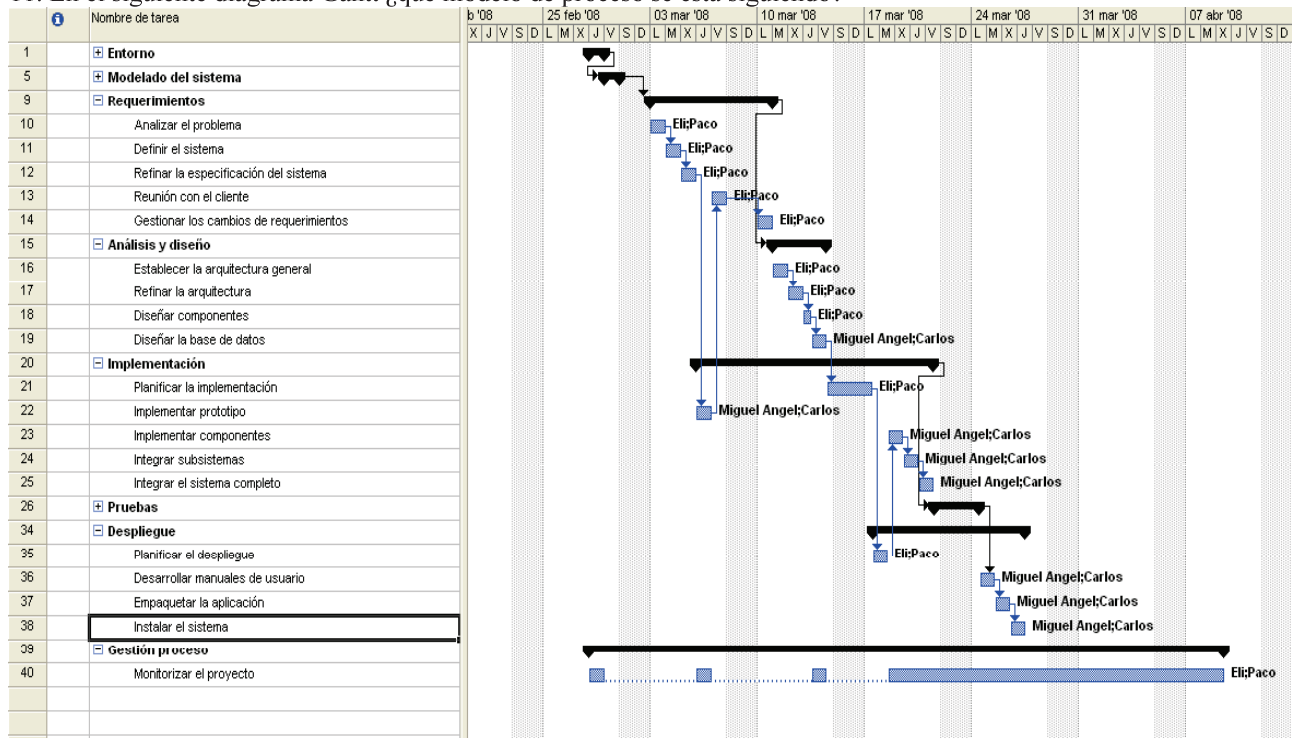 En el siguiente diagrama Gantt ¿qué modelo de proceso se está siguiendo?
Nombre de tarea
b '08 25 feb '08 03 mar '08 10 mar '08 17 mar '08 24 mar '08 31 mar '08 07 abr '08
X J V S D L M X J V S D L M X J V S D L M X J V S D L M X J V S D L M X J V S D L M X J V S D L M X J V S D
1 Entorno
5 Modelado del sistema
9 Requerimientos
10 Analizar el problema Eli;Paco
11 Definir el sistema Eli;Paco
12 Refinar la especificación del sistema Eli;Paco
13 Reunión con el cliente Eli;Paco
14 Gestionar los cambios de requerimientos Eli;Paco
15 Análisis y diseño
16 Establecer la arquitectura general Eli;Paco
17 Refinar la arquitectura Eli;Paco
18 Diseñar componentes Eli;Paco
19 Diseñar la base de datos Miguel Angel;Carlos
20 Implementación
21 Planificar la implementación Eli;Paco
22 Implementar prototipo Miguel Angel;Carlos
23 Implementar componentes Miguel Angel;Carlos
24 Integrar subsistemas Miguel Angel;Carlos
25 Integrar el sistema completo Miguel Angel;Carlos
26 Pruebas
34 Despliegue
35 Planificar el despliegue Eli;Paco
36 Desarrollar manuales de usuario Miguel Angel;Carlos
37 Empaquetar la aplicación Miguel Angel;Carlos
38 Instalar el sistema Miguel Angel;Carlos
39 Gestión proceso
40 Monitorizar el proyecto Eli;Paco